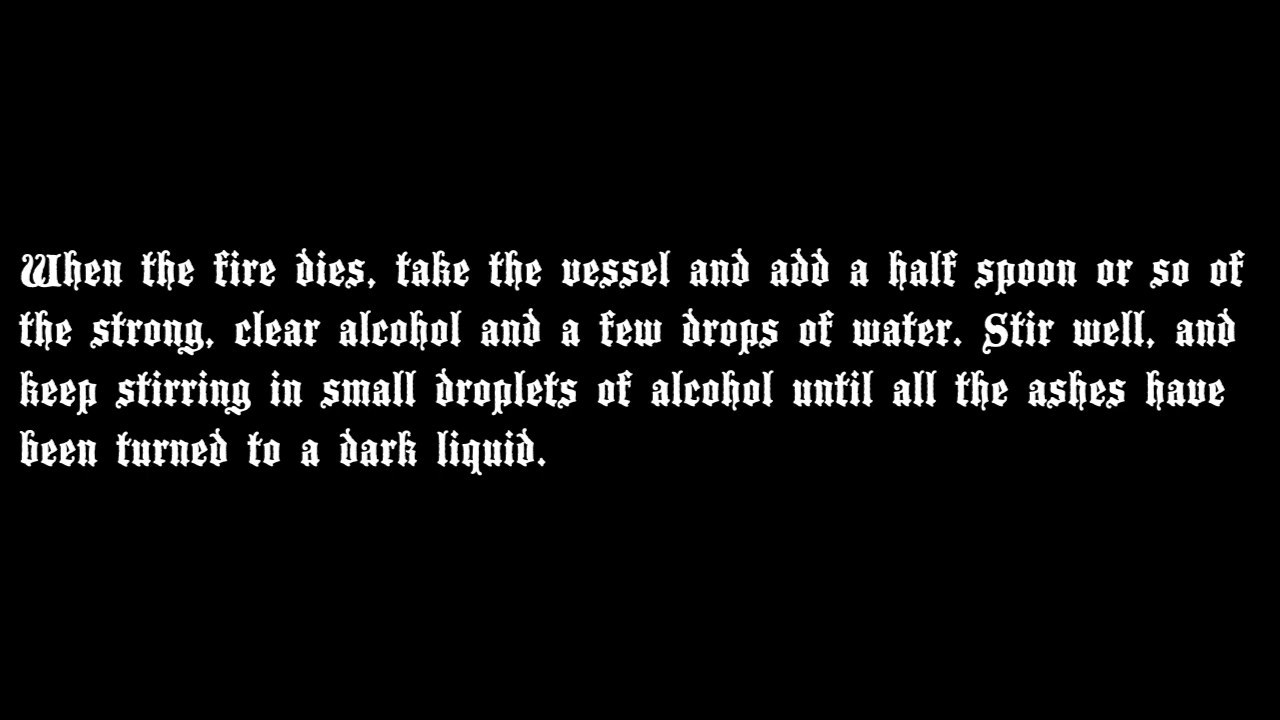 When the fire dies, take the vessel and add a half spoon or so of
the strong, clear alcohol and a few drops of water. Stir well, and
keep stirring in small droplets of alcohol until all the ashes have
been turned to a dark liquid.